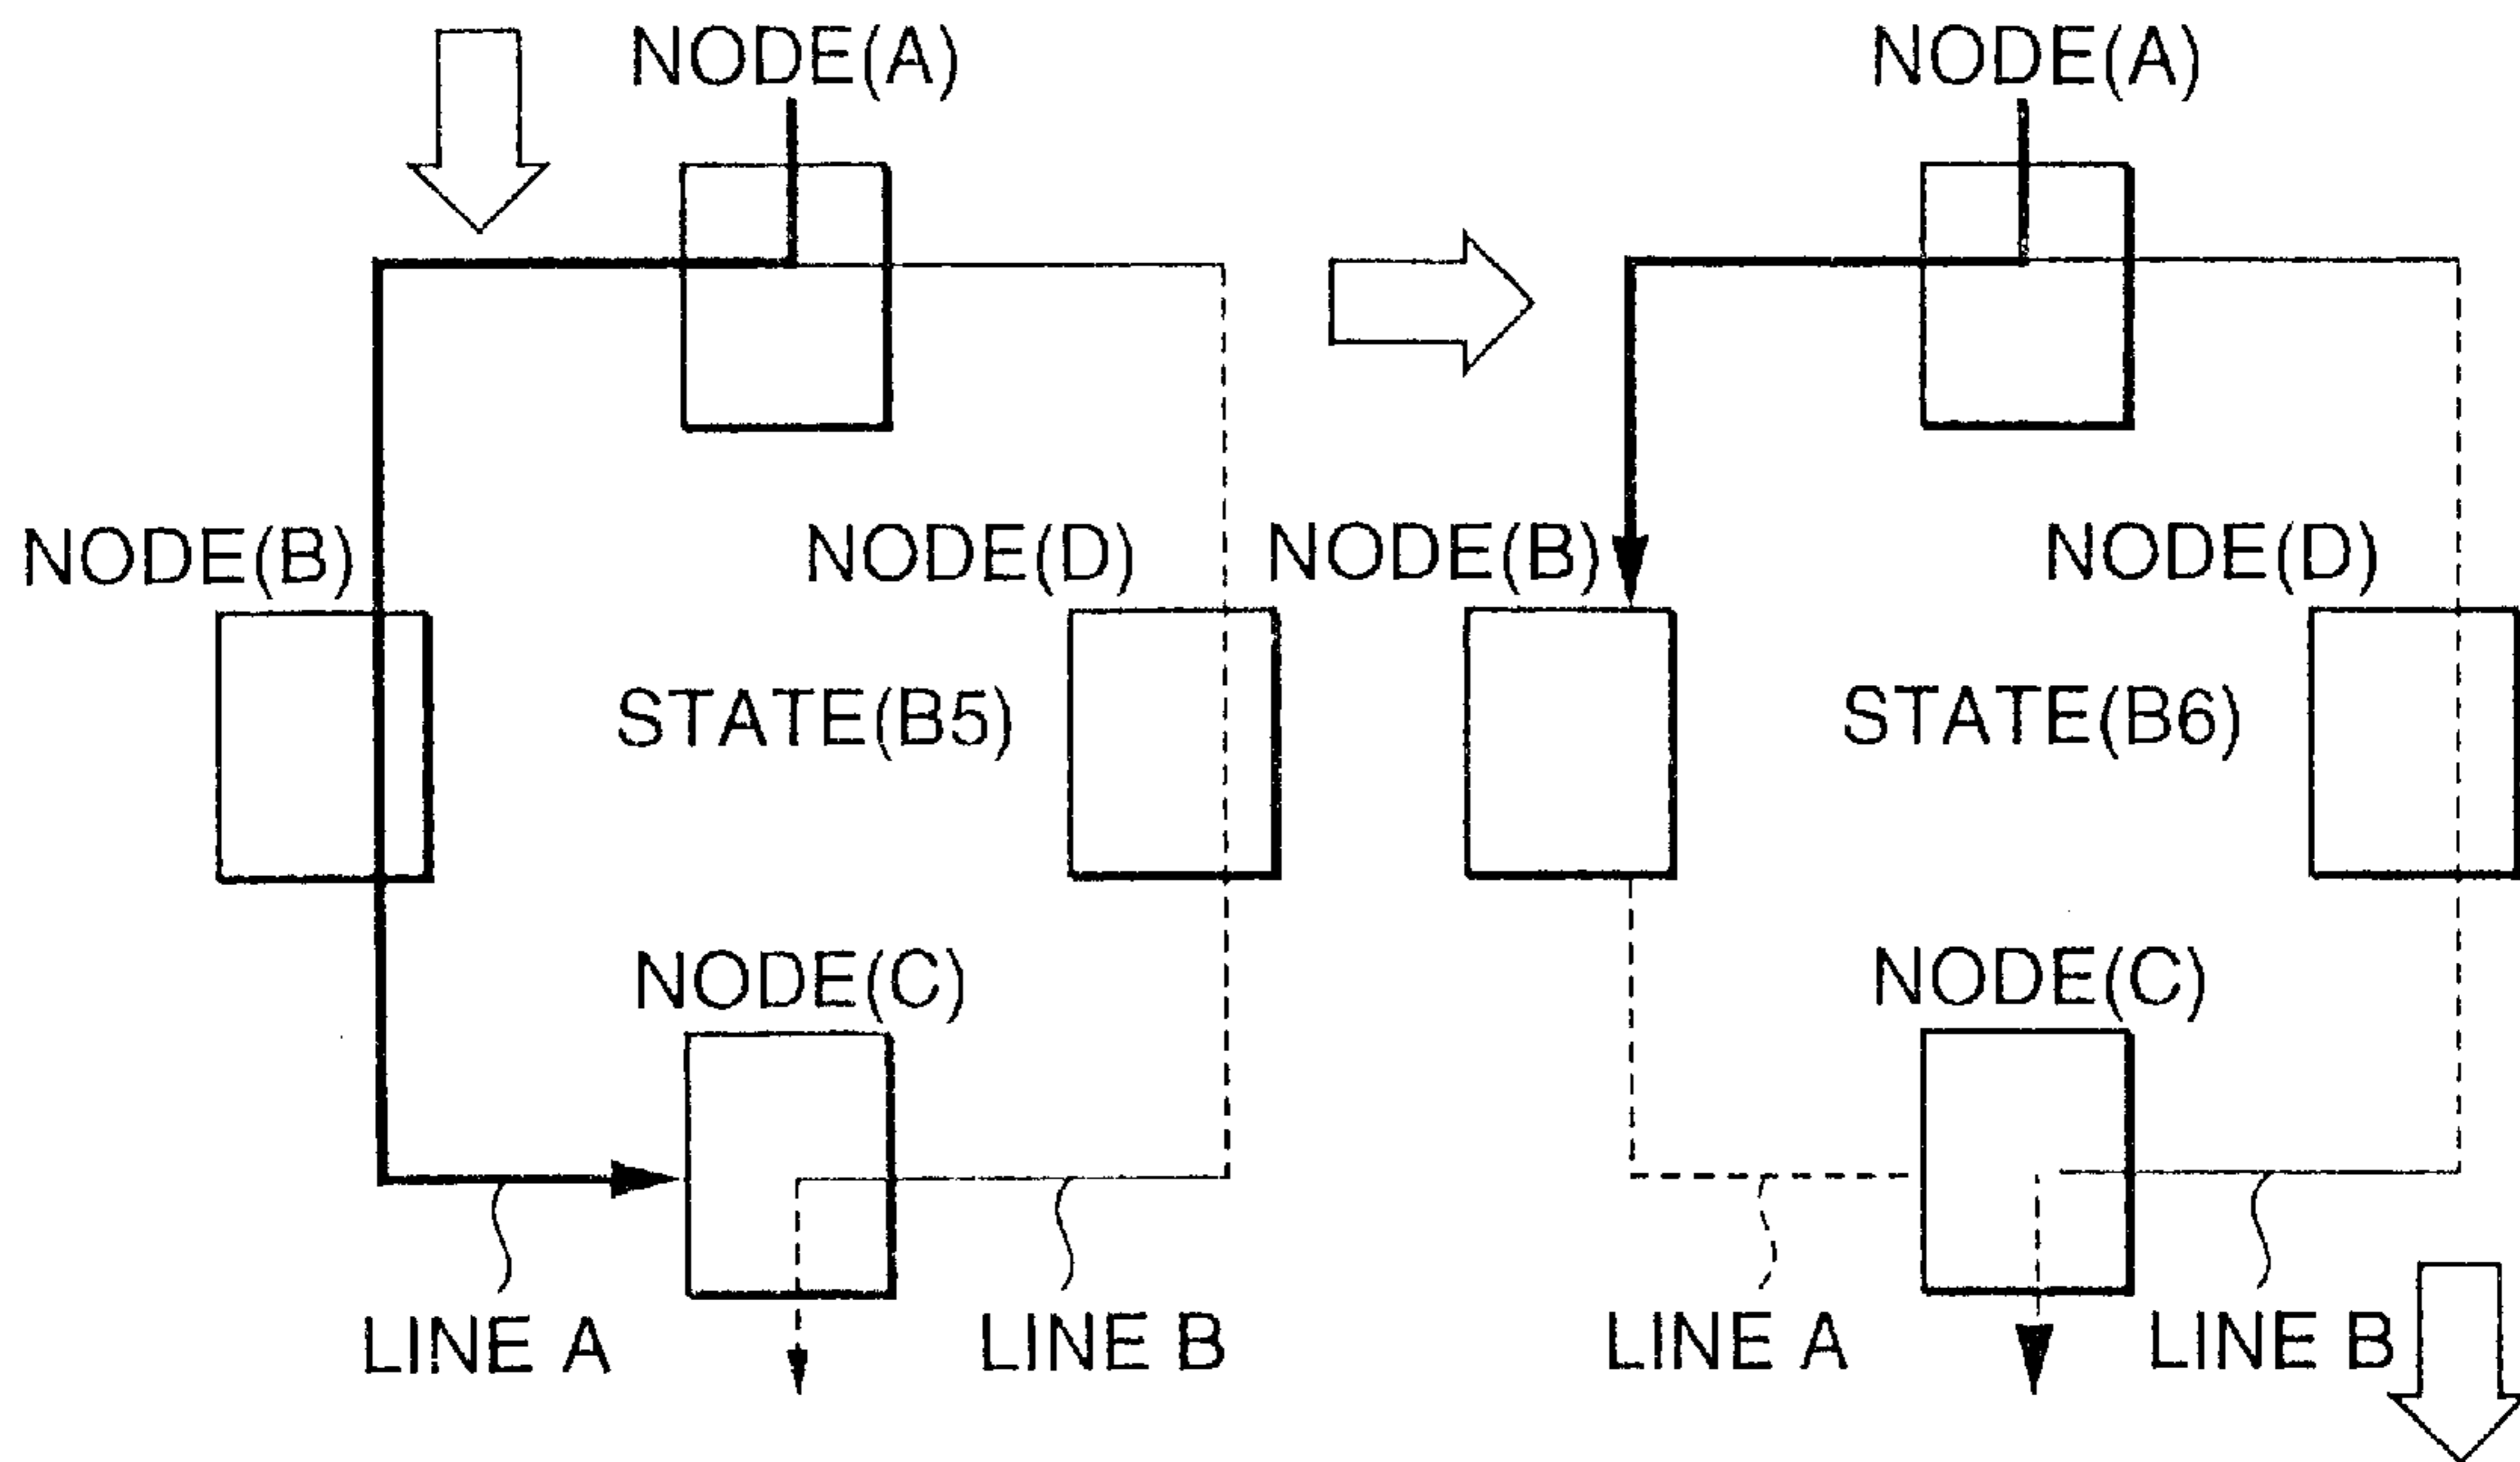 NODE(A)
NODE(B)
NODE(D)
STATE(B5)
NODE(C)
LINE A
LINE B
NODE(A)
NODE(B)
NODE(D)
STATE(B6)
NODE(C)
LINE A
LINE B